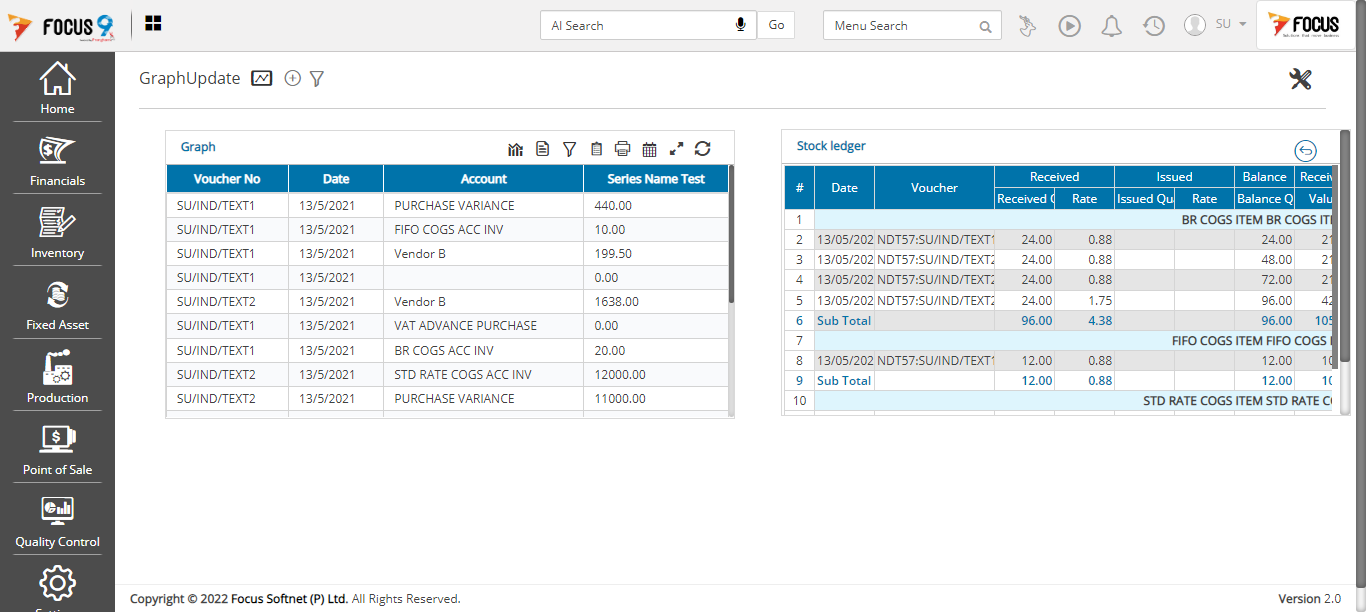 FOCUS 9
AI Search
Go
Menu Search
SU
FOCUS
Home
Financials
Inventory
Fixed Asset
Production
Point of Sale
Quality Control
GraphUpdate
Graph
Voucher No Date Account Series Name Test
SU/IND/TEXT1 13/5/2021 PURCHASE VARIANCE 440.00
SU/IND/TEXT1 13/5/2021 FIFO COGS ACC INV 10.00
SU/IND/TEXT1 13/5/2021 Vendor B 199.50
SU/IND/TEXT1 13/5/2021 0.00
SU/IND/TEXT2 13/5/2021 Vendor B 1638.00
SU/IND/TEXT1 13/5/2021 VAT ADVANCE PURCHASE 0.00
SU/IND/TEXT1 13/5/2021 BR COGS ACC INV 20.00
SU/IND/TEXT2 13/5/2021 STD RATE COGS ACC INV 12000.00
SU/IND/TEXT2 13/5/2021 PURCHASE VARIANCE 11000.00
Stock ledger
# Date Voucher Received Issued Balance Receiv
Received Q Rate Issued Qu Rate Balance Q Valu
1 BR COGS ITEM BR COGS ITE
2 13/05/202 NDT57:SU/IND/TEXT1 24.00 0.88 24.00 21
3 13/05/202 NDT57:SU/IND/TEXT2 24.00 0.88 48.00 21
4 13/05/202 NDT57:SU/IND/TEXT2 24.00 0.88 72.00 21
5 13/05/202 NDT57:SU/IND/TEXT2 24.00 1.75 96.00 42
6 Sub Total 96.00 4.38 96.00 105
7 FIFO COGS ITEM FIFO COGS I
8 13/05/202 NDT57:SU/IND/TEXT1 12.00 0.88 12.00 10
9 Sub Total 12.00 0.88 12.00 10
10 STD RATE COGS ITEM STD RATE CO
Copyright © 2022 Focus Softnet (P) Ltd. All Rights Reserved.
Version 2.0